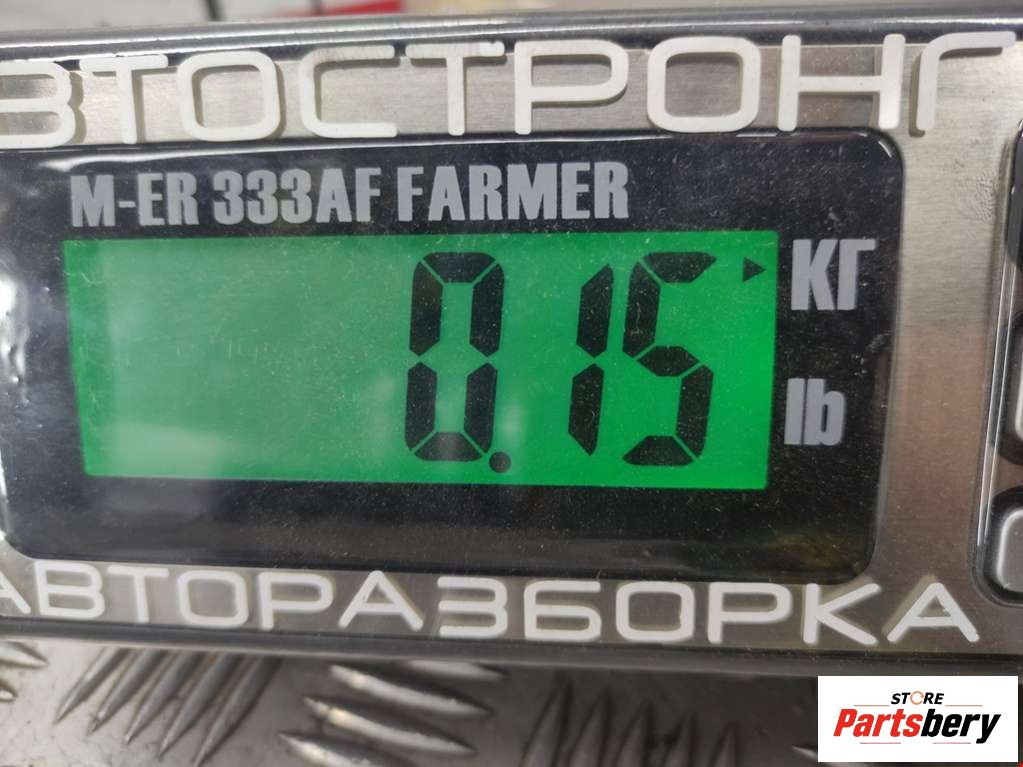 ВТОСТРОНГ
M-ER 333AF FARMER
0.15
КГ
lb
АВТОРАЗБОРКА
STORE
Partsbery